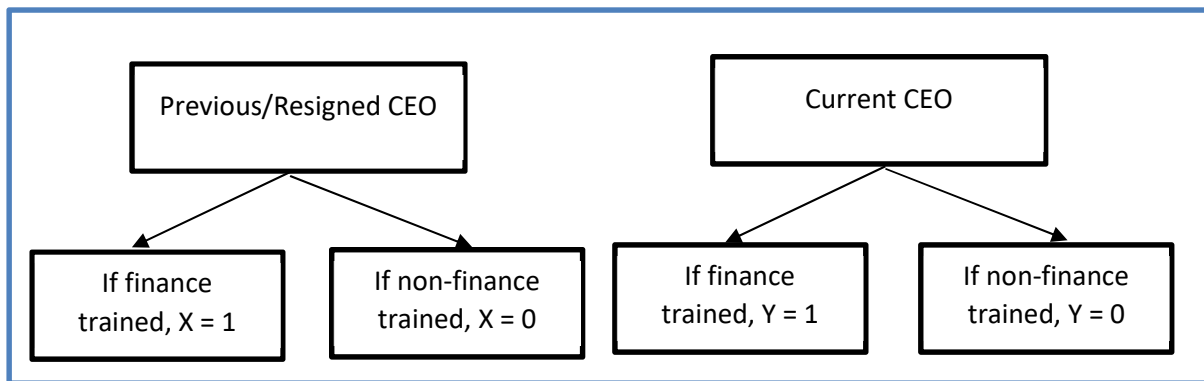 Previous/Resigned CEO
Current CEO
If finance
trained, X = 1
If non-finance
trained, X = 0
If finance
trained, Y = 1
If non-finance
trained, Y = 0